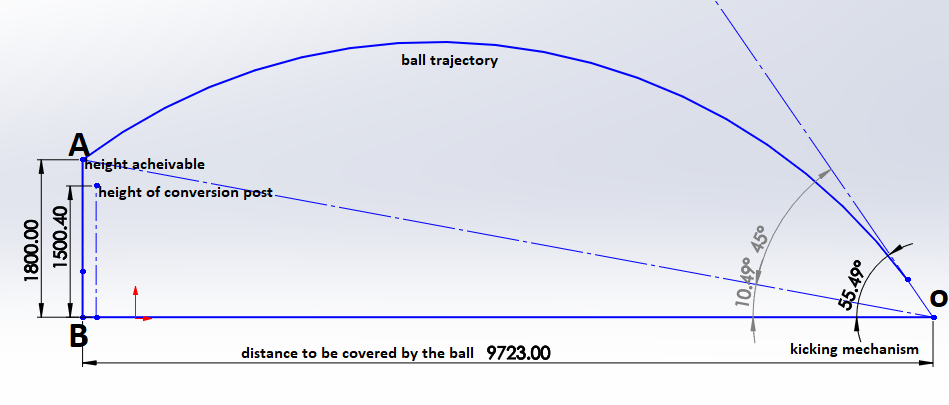 ball trajectory
A
height acheivable
height of conversion post
1800.00
1500.40
10.49° 45°
55.49°
O
B
kicking mechanism
distance to be covered by the ball 9723.00